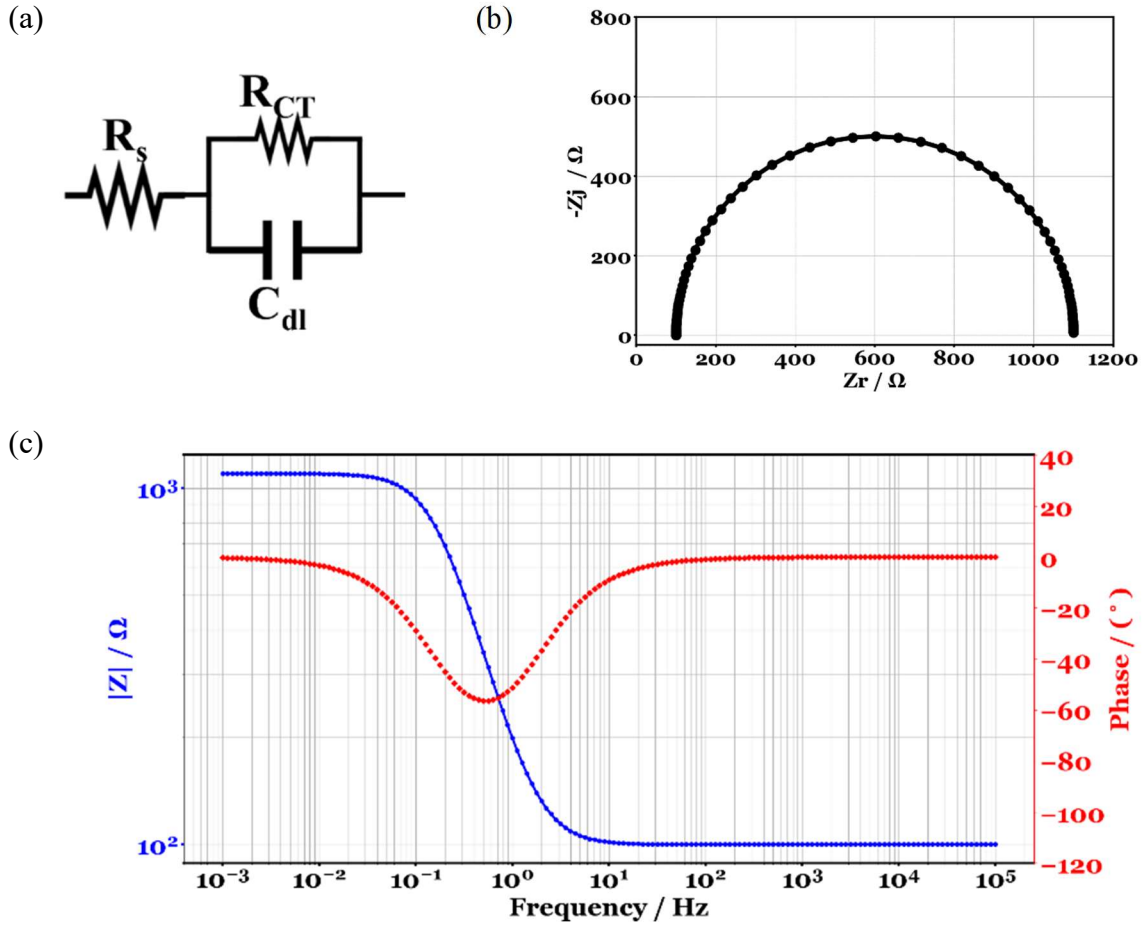 (a)
R_CT
R_s
C_dl
(b)
800
600
400
200
0
-Zj / Ω
0 200 400 600 800 1000 1200
Zr / Ω
(c)
10³
10²
|Z| / Ω
40
20
0
−20
−40
−60
−80
−100
−120
Phase / (°)
10⁻³ 10⁻² 10⁻¹ 10⁰ 10¹ 10² 10³ 10⁴ 10⁵
Frequency / Hz